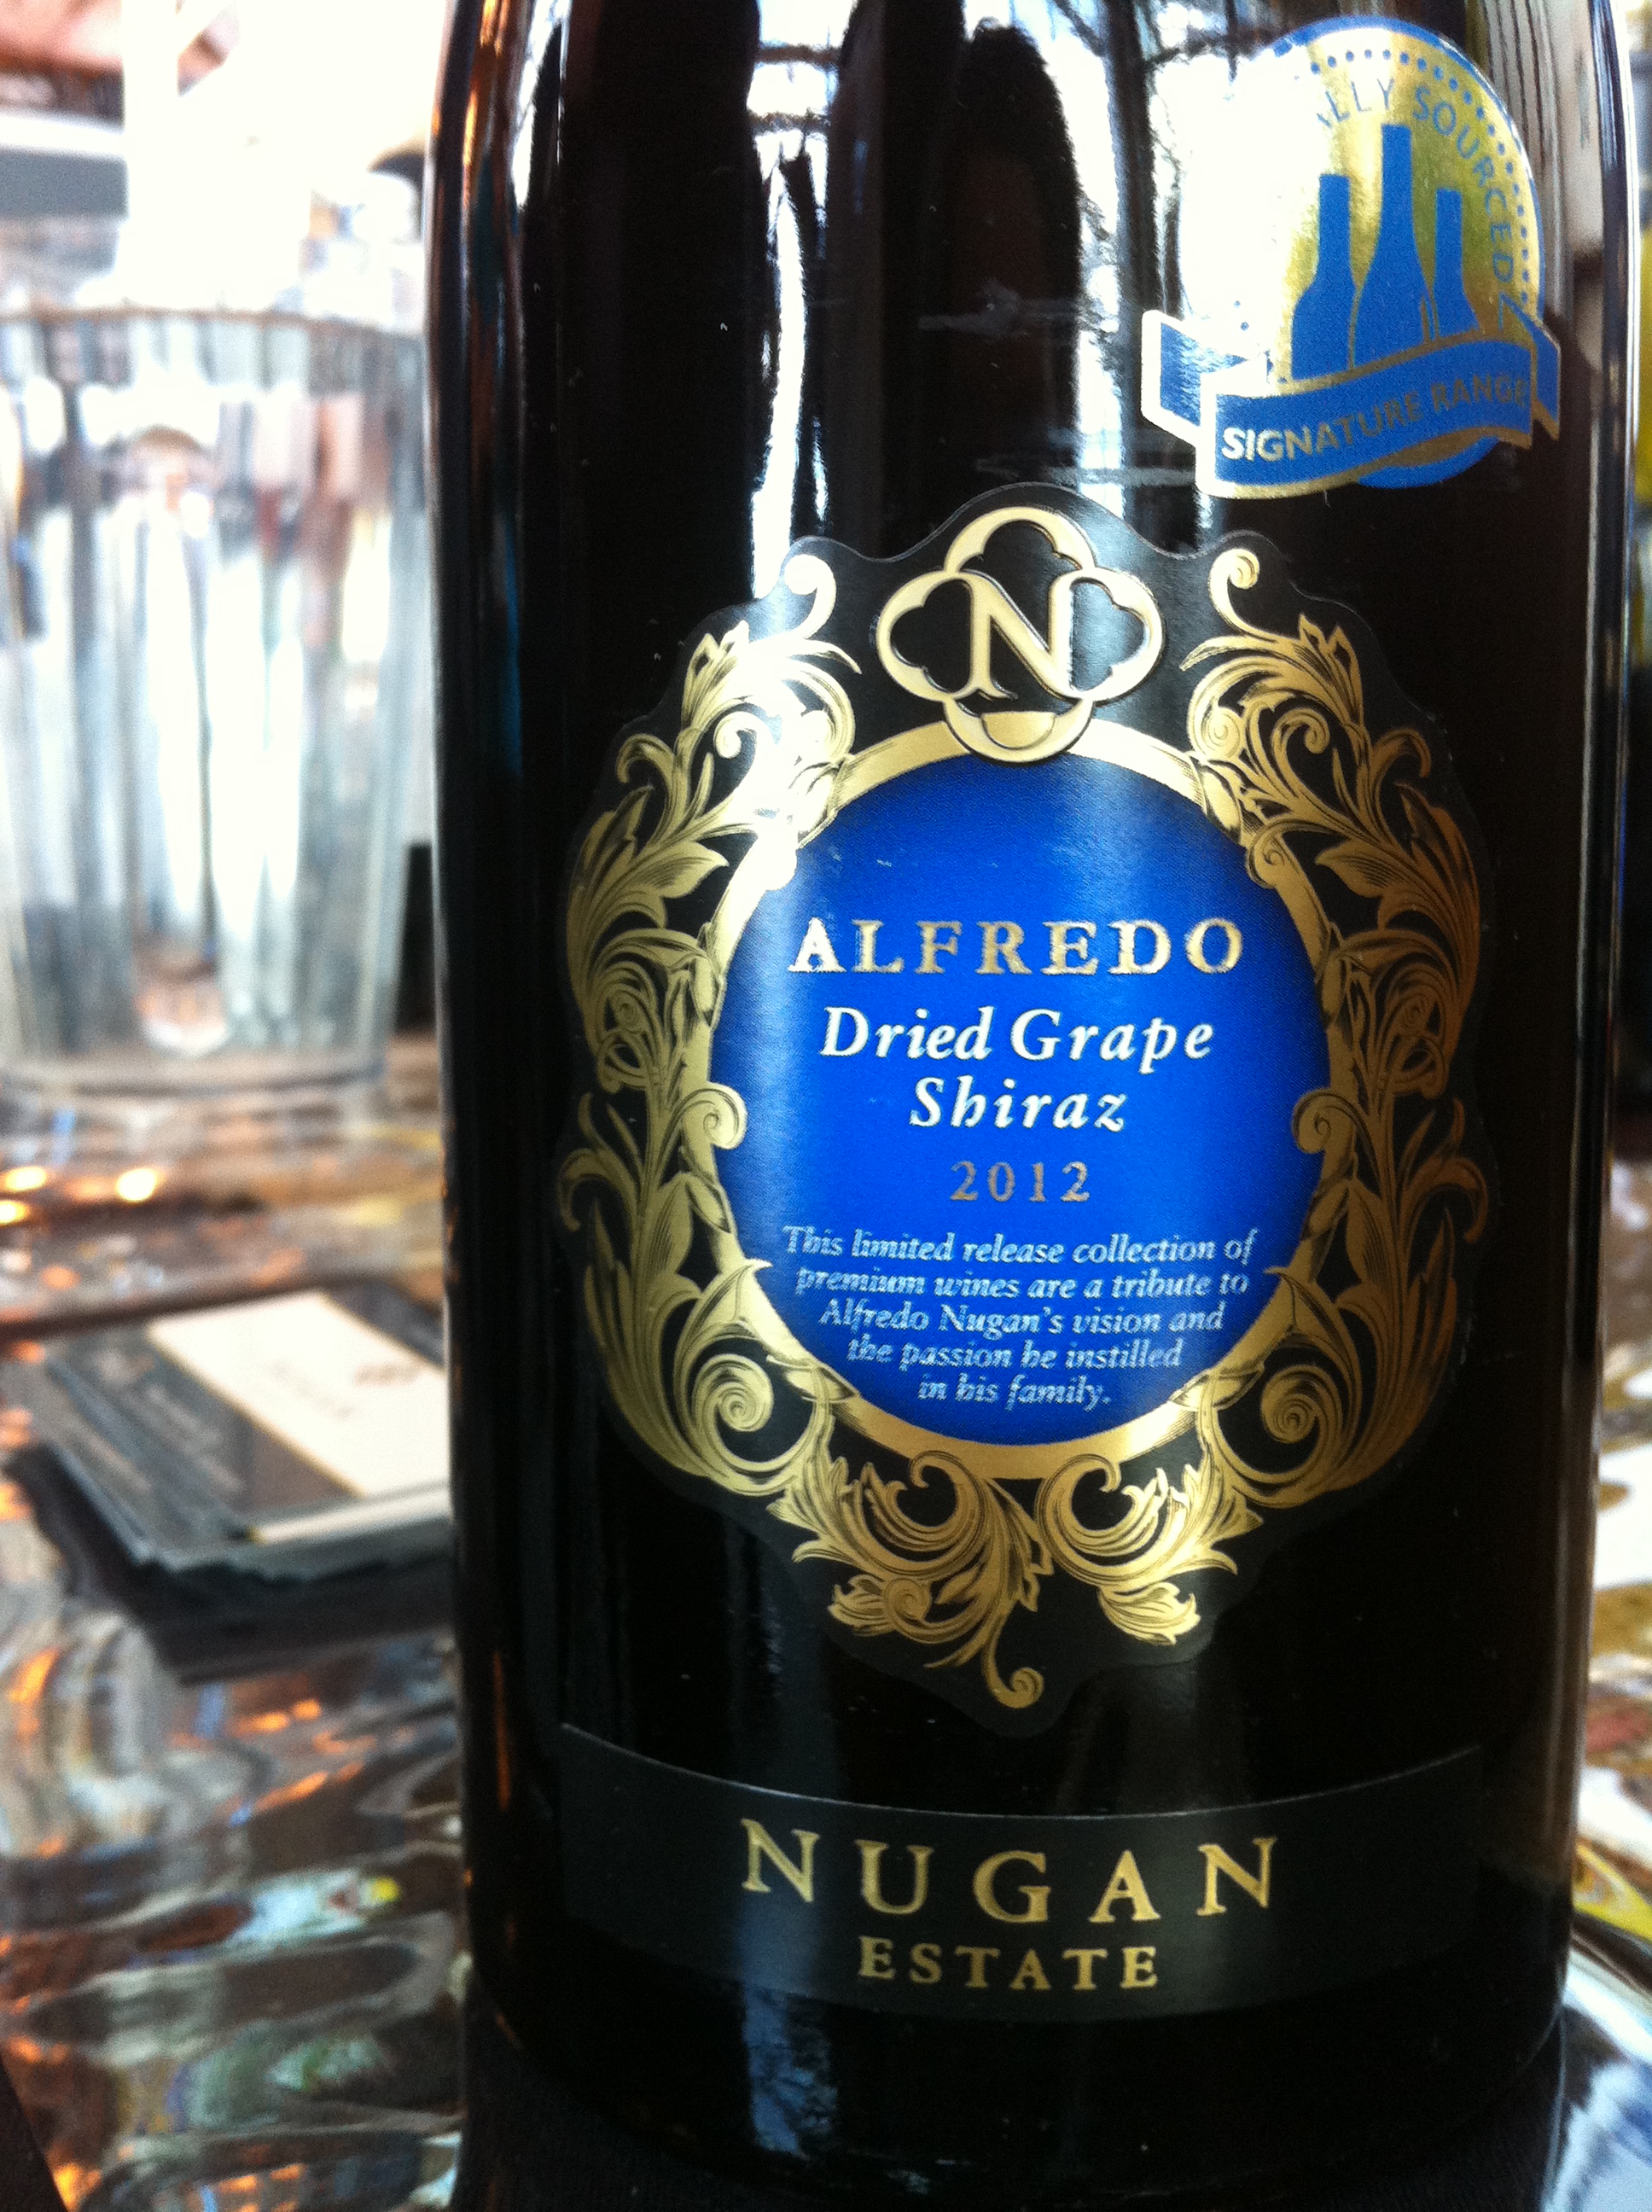 SOURCED
SIGNATURE RANGE
N
ALFREDO
Dried Grape
Shiraz
2012
This limited release collection of
premium wines are a tribute to
Alfredo Nugan's vision and
the passion he instilled
in his family.
NUGAN
ESTATE